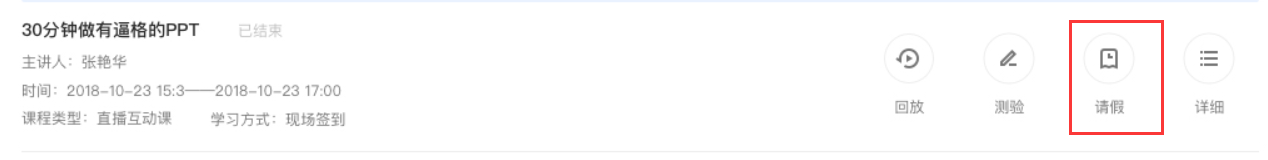 30分钟做有逼格的PPT 已结束
主讲人：张艳华
时间：2018-10-23 15:3——2018-10-23 17:00
课程类型：直播互动课 学习方式：现场签到
回放 测验 请假 详细